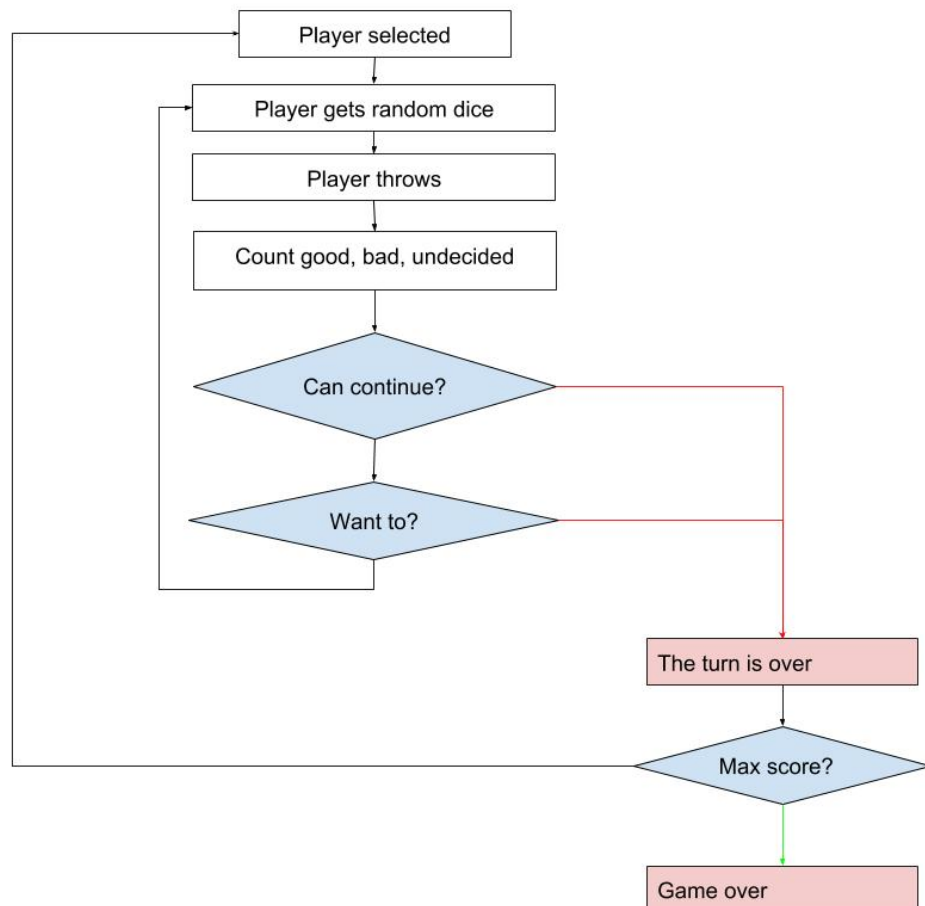 Player selected
Player gets random dice
Player throws
Count good, bad, undecided
Can continue?
Want to?
The turn is over
Max score?
Game over